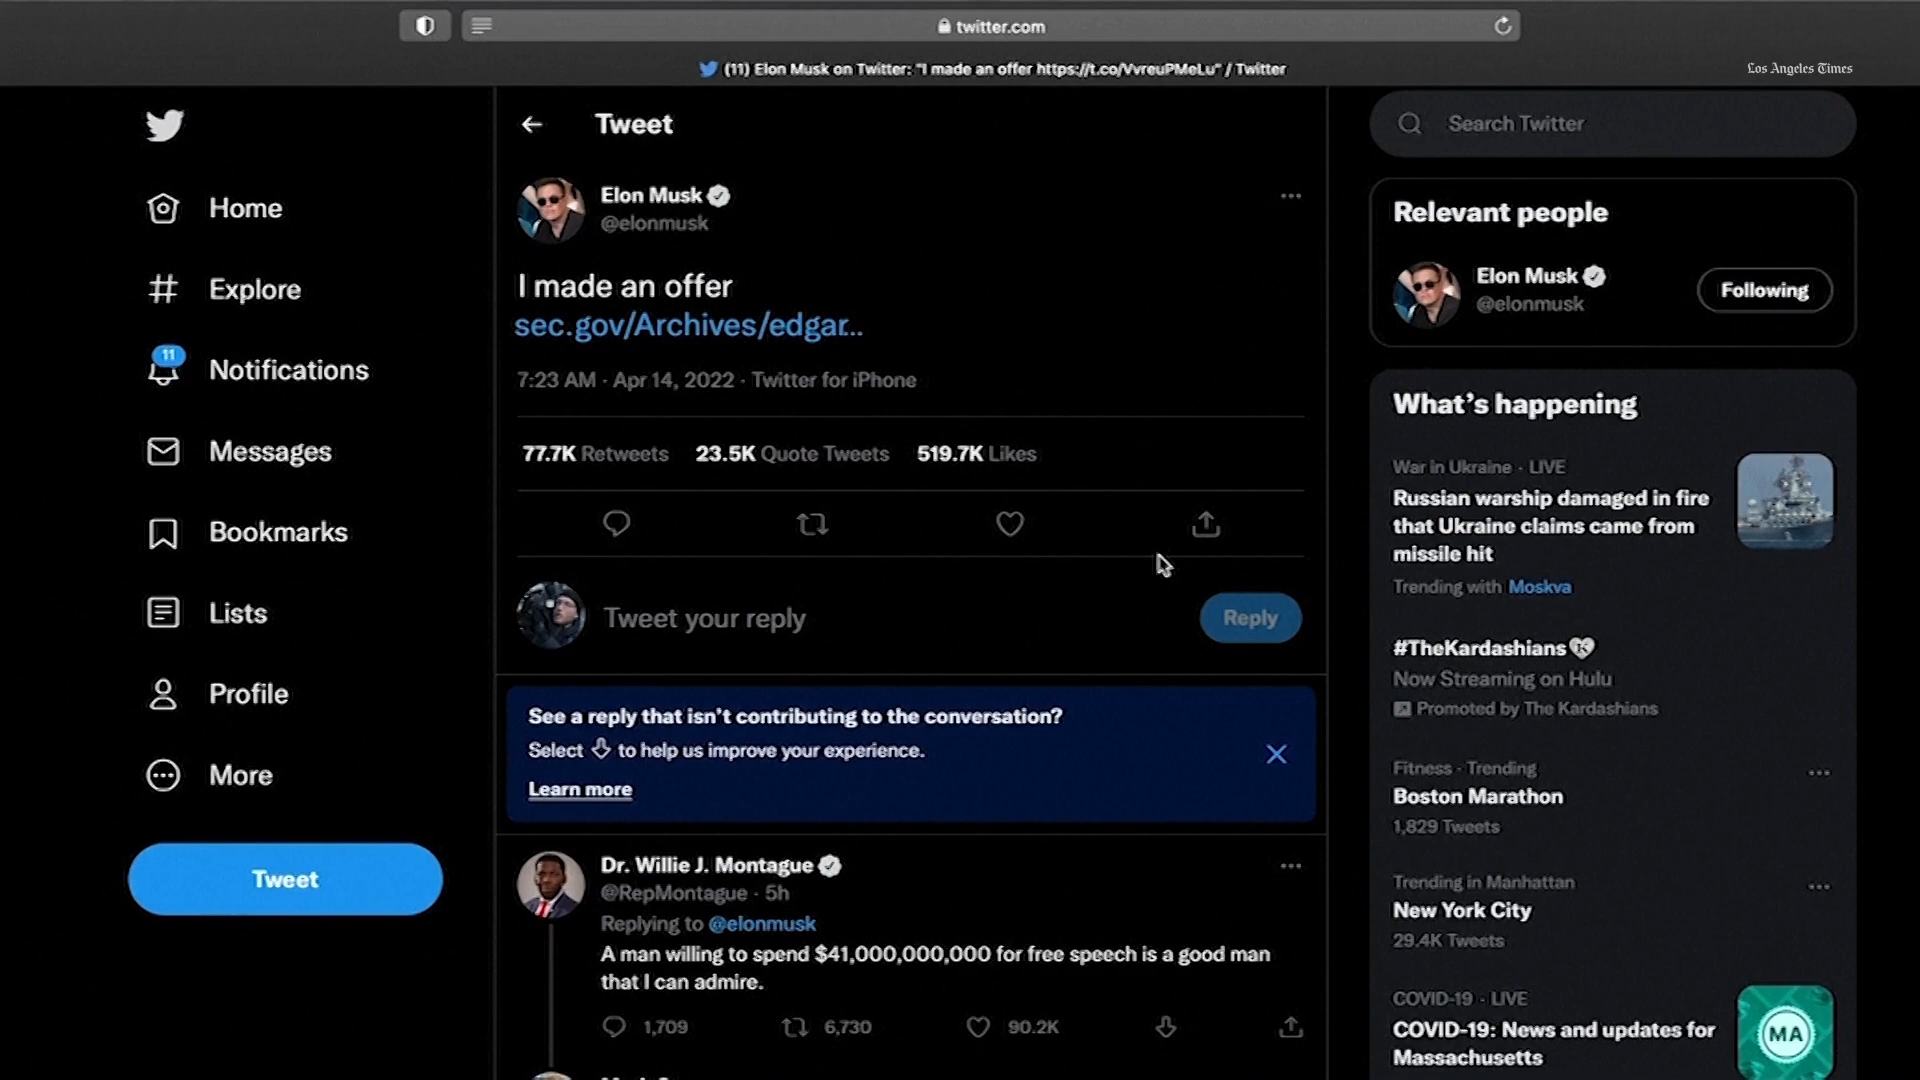 twitter.com
(11) Elon Musk on Twitter: "I made an offer https://t.co/VvreuPMeLu" / Twitter
Los Angeles Times
Home
Explore
11
Notifications
Messages
Bookmarks
Lists
Profile
More
Tweet
Tweet
Elon Musk
@elonmusk
I made an offer
sec.gov/Archives/edgar...
7:23 AM · Apr 14, 2022 · Twitter for iPhone
77.7K Retweets 23.5K Quote Tweets 519.7K Likes
Tweet your reply
Reply
See a reply that isn't contributing to the conversation?
Select to help us improve your experience.
Learn more
Dr. Willie J. Montague
@RepMontague · 5h
Replying to @elonmusk
A man willing to spend $41,000,000,000 for free speech is a good man
that I can admire.
1,709 6,730 90.2K
Search Twitter
Relevant people
Elon Musk
@elonmusk
Following
What's happening
War in Ukraine · LIVE
Russian warship damaged in fire
that Ukraine claims came from
missile hit
Trending with Moskva
#TheKardashians
Now Streaming on Hulu
Promoted by The Kardashians
Fitness · Trending
Boston Marathon
1,829 Tweets
Trending in Manhattan
New York City
29.4K Tweets
COVID-19 · LIVE
COVID-19: News and updates for
Massachusetts
MA